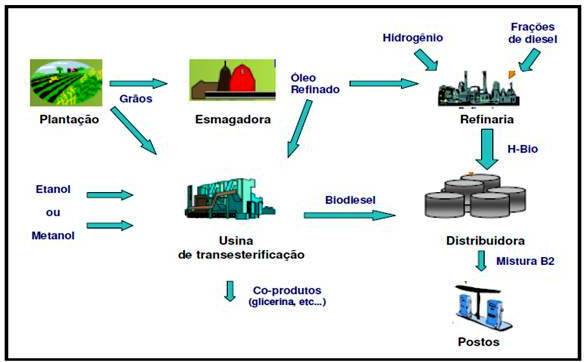 Hidrogênio
Frações
de diesel
Grãos
Óleo
Refinado
Plantação
Esmagadora
Refinaria
H-Bio
Etanol
ou
Metanol
Biodiesel
Usina
de transesterificação
Distribuidora
Mistura B2
Co-produtos
(glicerina, etc...)
Postos